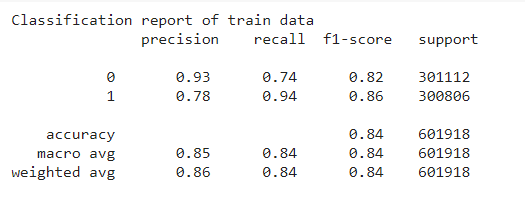 Classification report of train data
precision recall f1-score support
0 0.93 0.74 0.82 301112
1 0.78 0.94 0.86 300806
accuracy 0.84 601918
macro avg 0.85 0.84 0.84 601918
weighted avg 0.86 0.84 0.84 601918